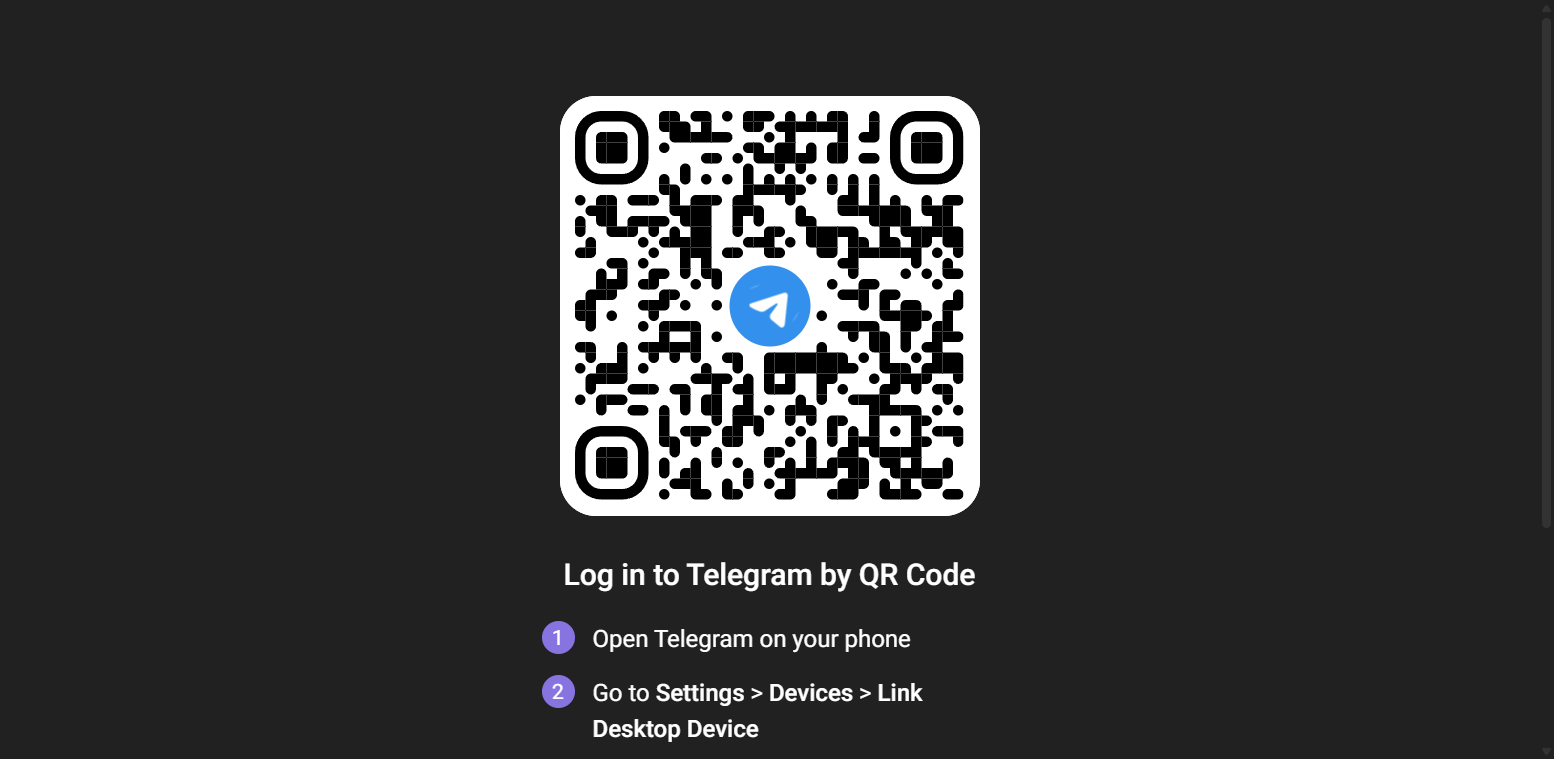 Log in to Telegram by QR Code
1 Open Telegram on your phone
2 Go to Settings > Devices > Link
Desktop Device